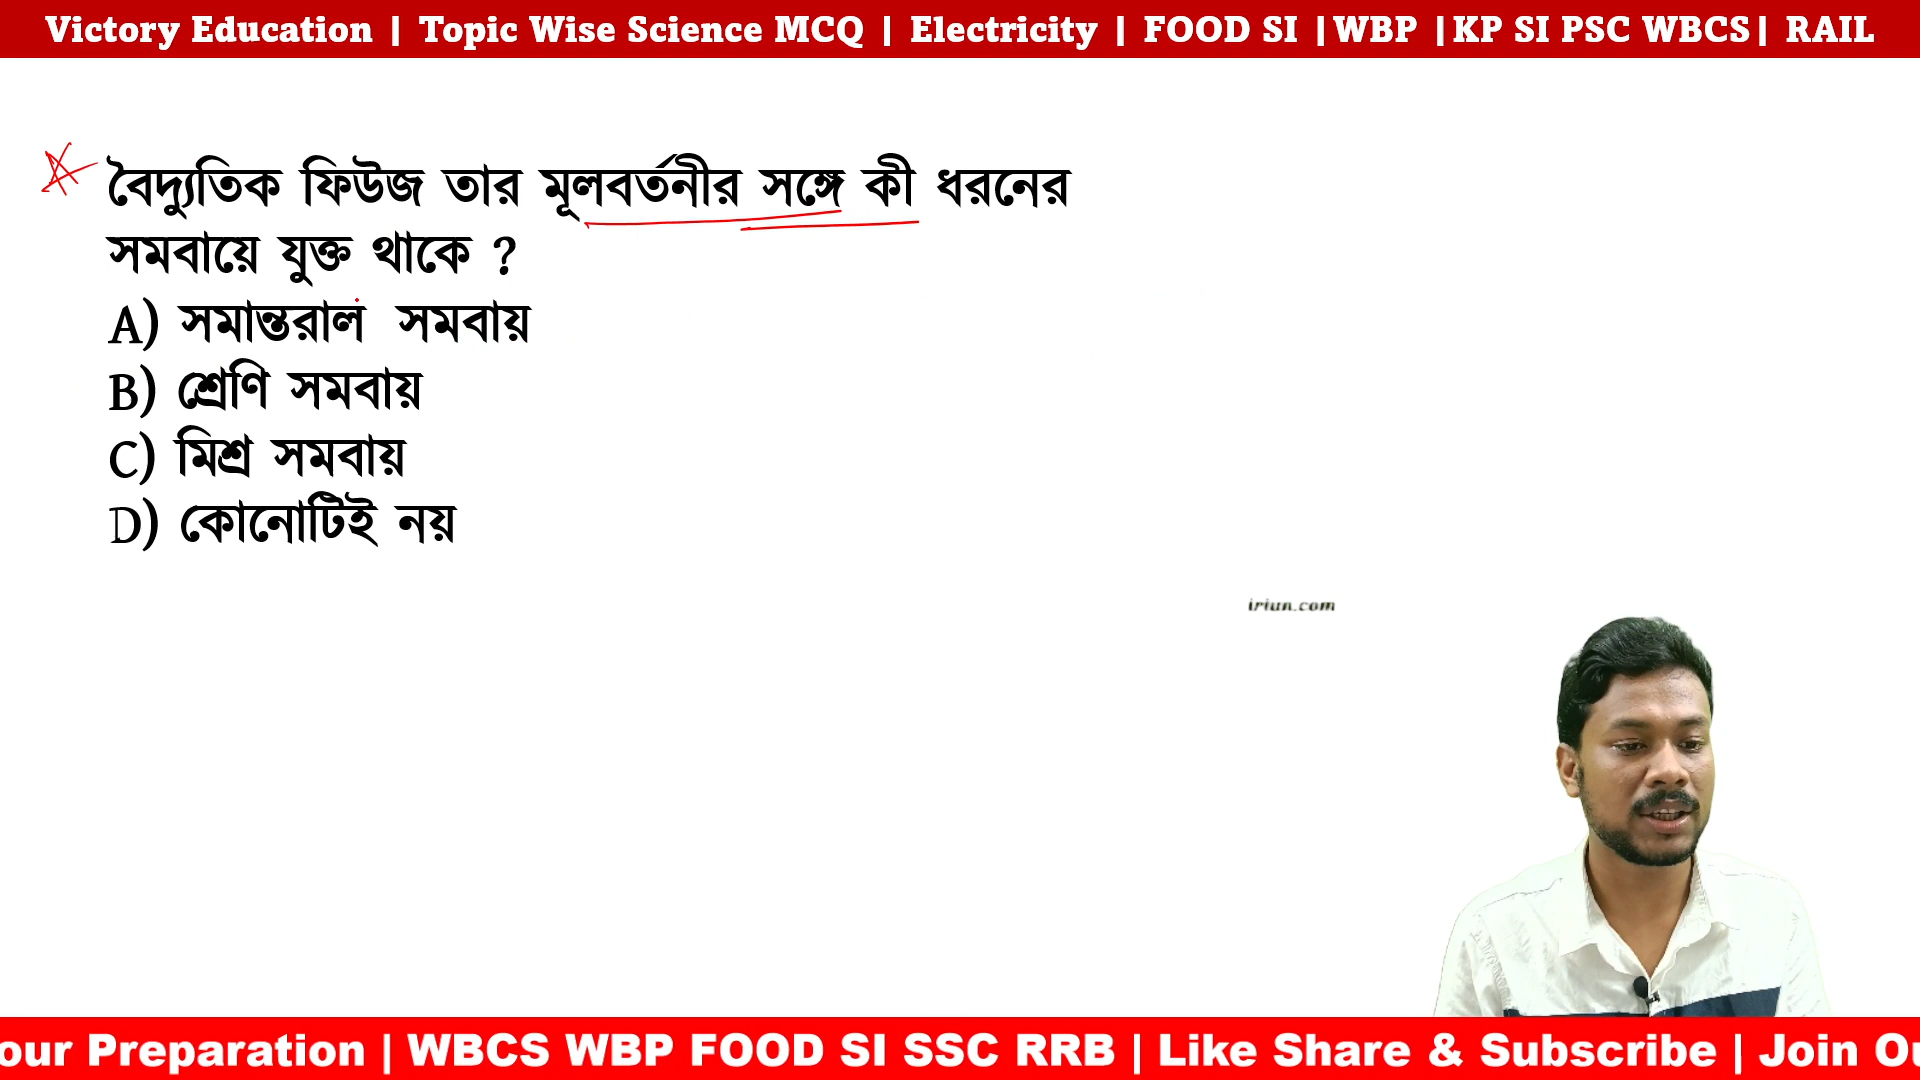 Victory Education | Topic Wise Science MCQ | Electricity | FOOD SI |WBP |KP SI PSC WBCS| RAIL
বৈদ্যুতিক ফিউজ তার মূলবর্তনীর সঙ্গে কী ধরনের
সমবায়ে যুক্ত থাকে ?
A) সমান্তরাল সমবায়
B) শ্রেণি সমবায়
C) মিশ্র সমবায়
D) কোনোটিই নয়
iriun.com
our Preparation | WBCS WBP FOOD SI SSC RRB | Like Share & Subscribe | Join Ou